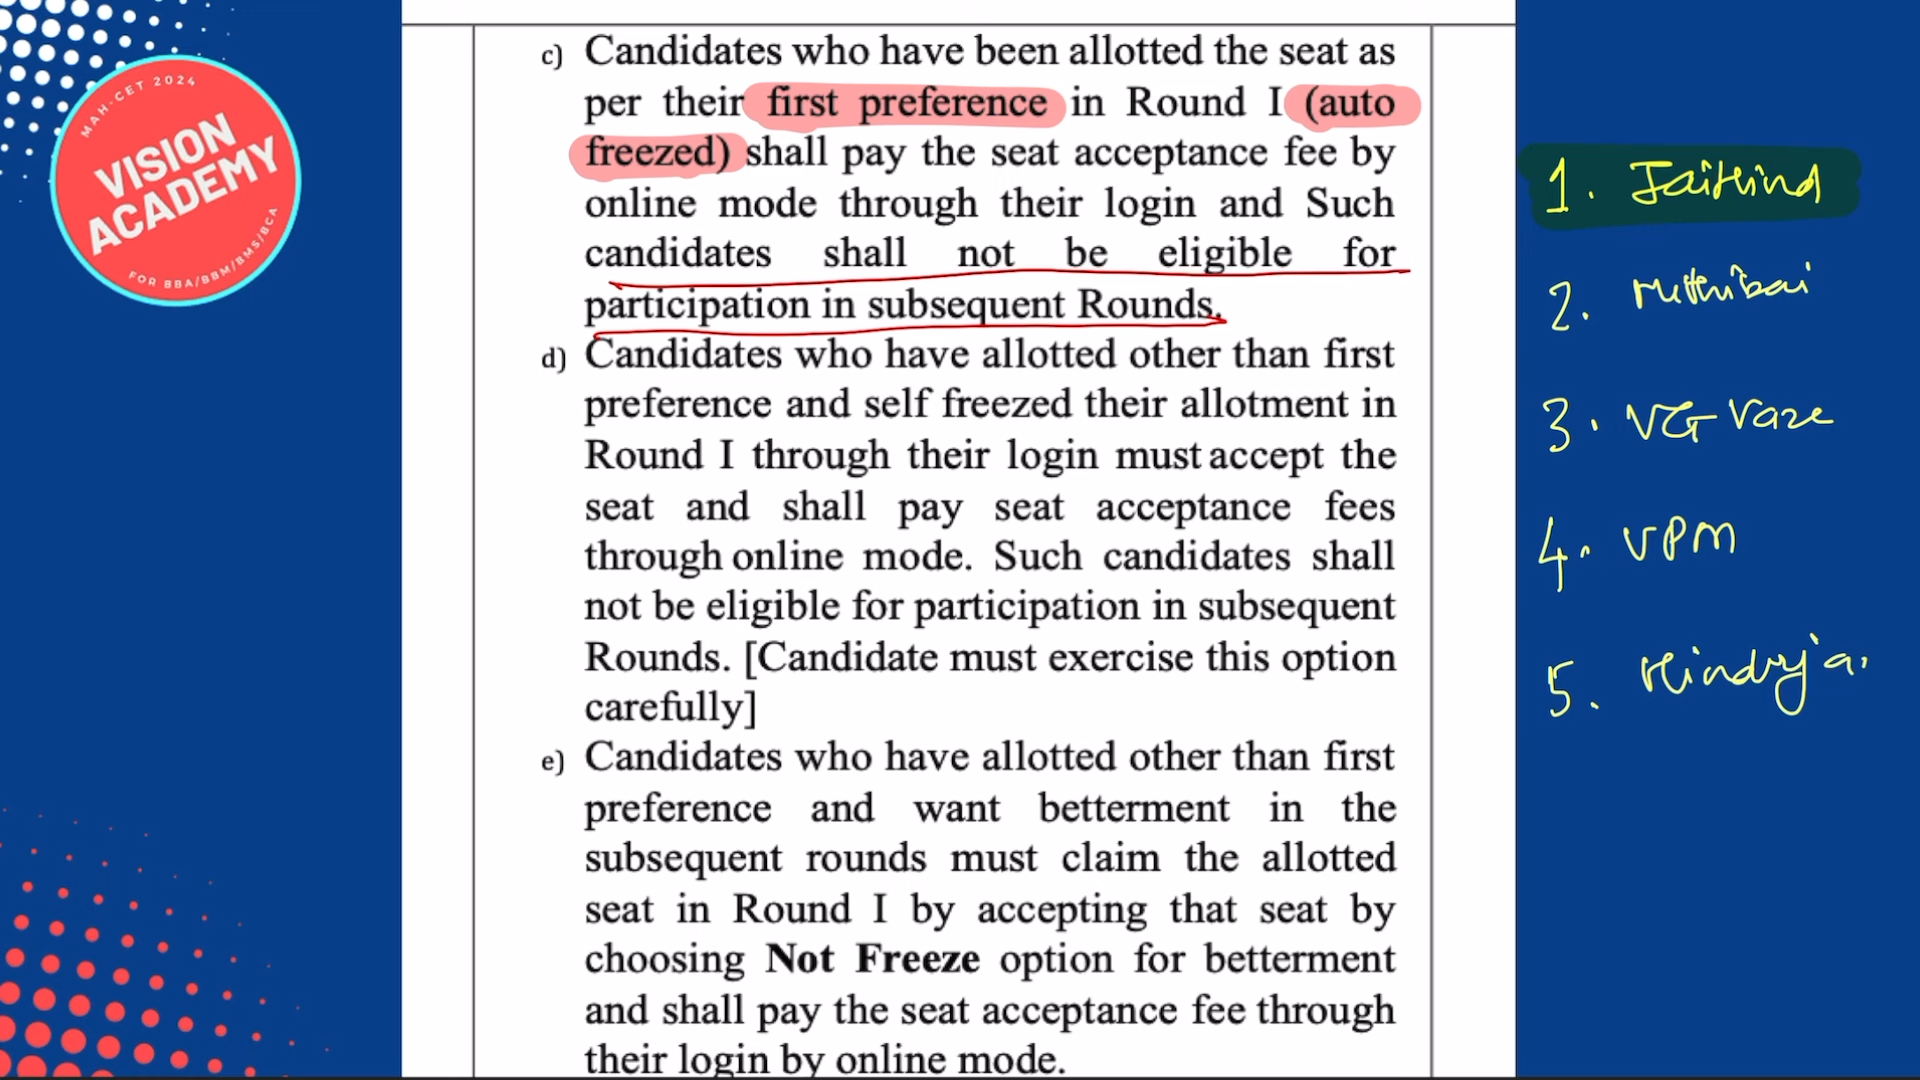 MAH-CET 2024
VISION
ACADEMY
FOR BBA/BBM/BMS/BCA
c) Candidates who have been allotted the seat as
per their first preference in Round I (auto
freezed) shall pay the seat acceptance fee by
online mode through their login and Such
candidates shall not be eligible for
participation in subsequent Rounds.
d) Candidates who have allotted other than first
preference and self freezed their allotment in
Round I through their login must accept the
seat and shall pay seat acceptance fees
through online mode. Such candidates shall
not be eligible for participation in subsequent
Rounds. [Candidate must exercise this option
carefully]
e) Candidates who have allotted other than first
preference and want betterment in the
subsequent rounds must claim the allotted
seat in Round I by accepting that seat by
choosing Not Freeze option for betterment
and shall pay the seat acceptance fee through
their login by online mode.
1. JaiHind
2. Mithibai
3. VG Vaze
4. VPM
5. Hinduja